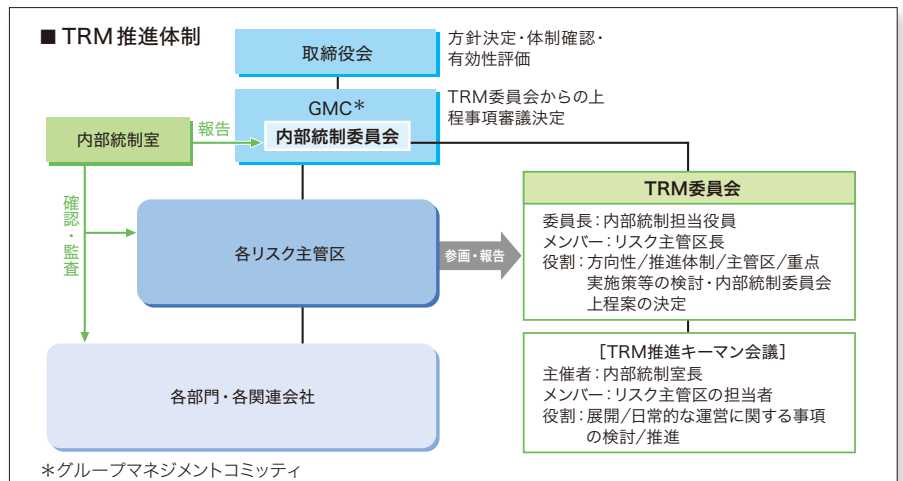 ■ TRM推進体制
取締役会
方針決定・体制確認・
有効性評価
GMC＊
内部統制委員会
TRM委員会からの上
程事項審議決定
内部統制室
報告
確認・監査
各リスク主管区
参画・報告
TRM委員会
委員長：内部統制担当役員
メンバー：リスク主管区長
役割：方向性/推進体制/主管区/重点
実施策等の検討・内部統制委員会
上程案の決定
各部門・各関連会社
［TRM推進キーマン会議］
主催者：内部統制室長
メンバー：リスク主管区の担当者
役割：展開/日常的な運営に関する事項
の検討/推進
＊グループマネジメントコミッティ